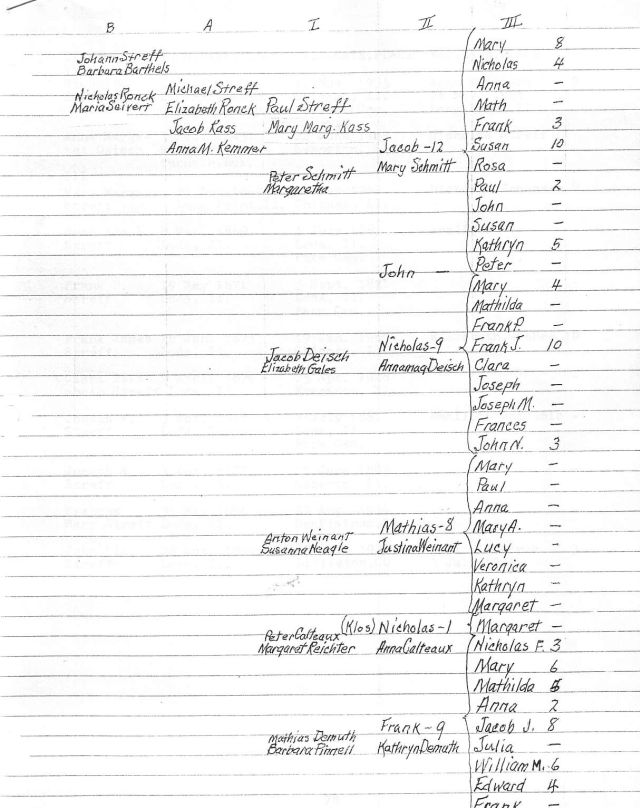 B A I II III
Mary 8
Johann Streff
Nicholas 4
Barbara Barthels
Anna —
Michael Streff
Nicholas Ronck
Maria Seivert Elizabeth Ronck Paul Streff Math —
Jacob Kass Mary Marg. Kass Frank 3
Anna M. Kemmer Jacob -12 Susan 10
Peter Schmitt Mary Schmitt Rosa —
Margaretha Paul 2
John —
Susan —
Kathryn 5
John — Peter —
Mary 4
Mathilda —
Frank P. —
Jacob Deisch Nicholas-9 Frank J. 10
Elizabeth Gales Annamag Deisch Clara —
Joseph —
Joseph M. —
Frances —
John N. 3
Mary —
Paul —
Anna —
Anton Weinant Mathias-8 Mary A. —
Susanna Neagle Justina Weinant Lucy —
Veronica —
Kathryn —
Margaret —
Peter Calteaux (Klos) Nicholas-1 Margaret —
Margaret Reichter Anna Calteaux Nicholas F. 3
Mary 6
Mathilda
Anna 2
Mathias Demuth Frank-9 Jacob J. 8
Barbara Pinnell Kathryn Demuth Julia —
William M. 6
Edward 4
Frank —